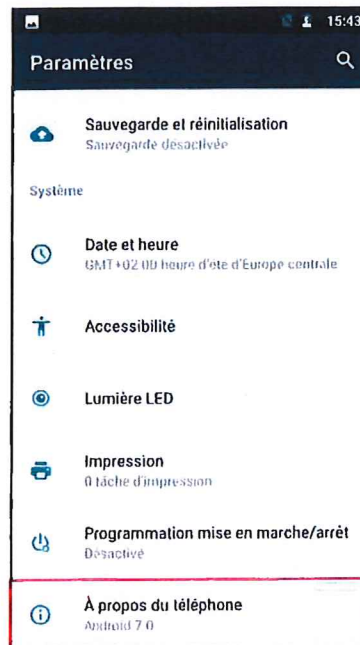 15:43
Paramètres
Sauvegarde et réinitialisation
Sauvegarde désactivée
Système
Date et heure
GMT+02:00 heure d'été d'Europe centrale
Accessibilité
Lumière LED
Impression
0 tâche d'impression
Programmation mise en marche/arrêt
Désactivé
À propos du téléphone
Android 7.0